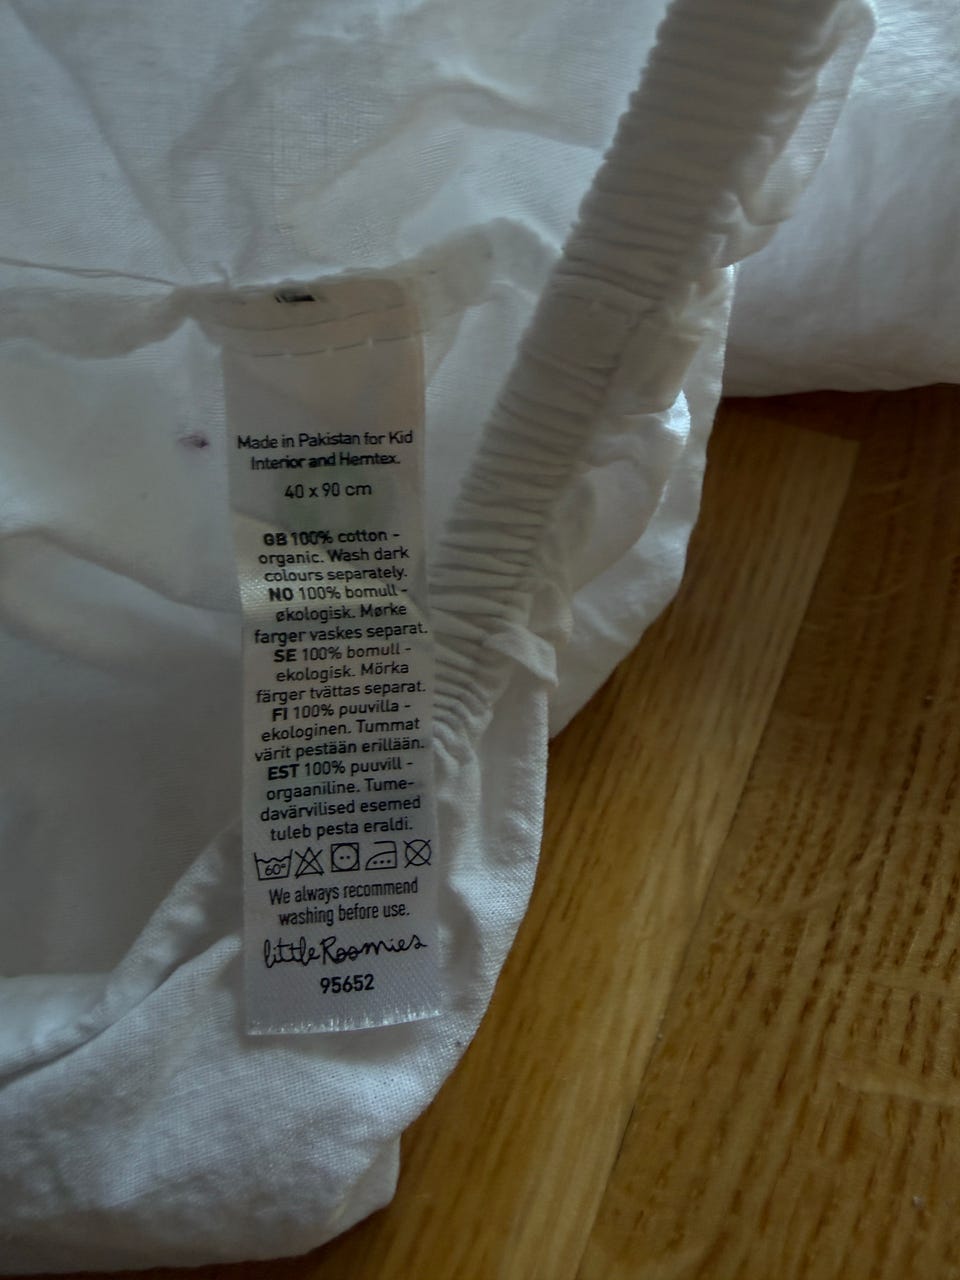 Made in Pakistan for Kid
Interior and Hemtex.
40 x 90 cm
GB 100% cotton -
organic. Wash dark
colours separately.
NO 100% bomull -
økologisk. Mørke
farger vaskes separat.
SE 100% bomull -
ekologisk. Mörka
färger tvättas separat.
FI 100% puuvilla -
ekologinen. Tummat
värit pestään erillään.
EST 100% puuvill -
orgaaniline. Tume-
davärvilised esemed
tuleb pesta eraldi.
60°
We always recommend
washing before use.
littleRoomies
95652